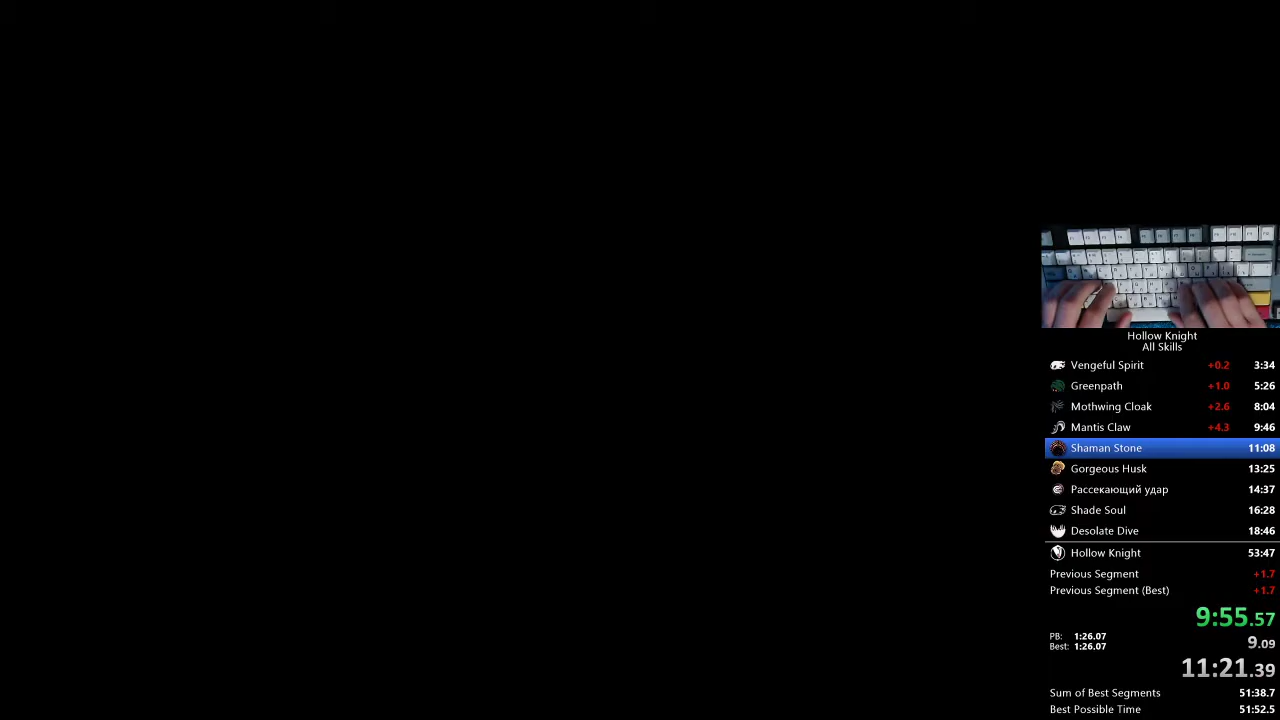 Hollow Knight
All Skills
Vengeful Spirit +0.2 3:34
Greenpath +1.0 5:26
Mothwing Cloak +2.6 8:04
Mantis Claw +4.3 9:46
Shaman Stone 11:08
Gorgeous Husk 13:25
Рассекающий удар 14:37
Shade Soul 16:28
Desolate Dive 18:46
Hollow Knight 53:47
Previous Segment +1.7
Previous Segment (Best) +1.7
9:55.57
PB: 1:26.07
Best: 1:26.07
9.09
11:21.39
Sum of Best Segments 51:38.7
Best Possible Time 51:52.5